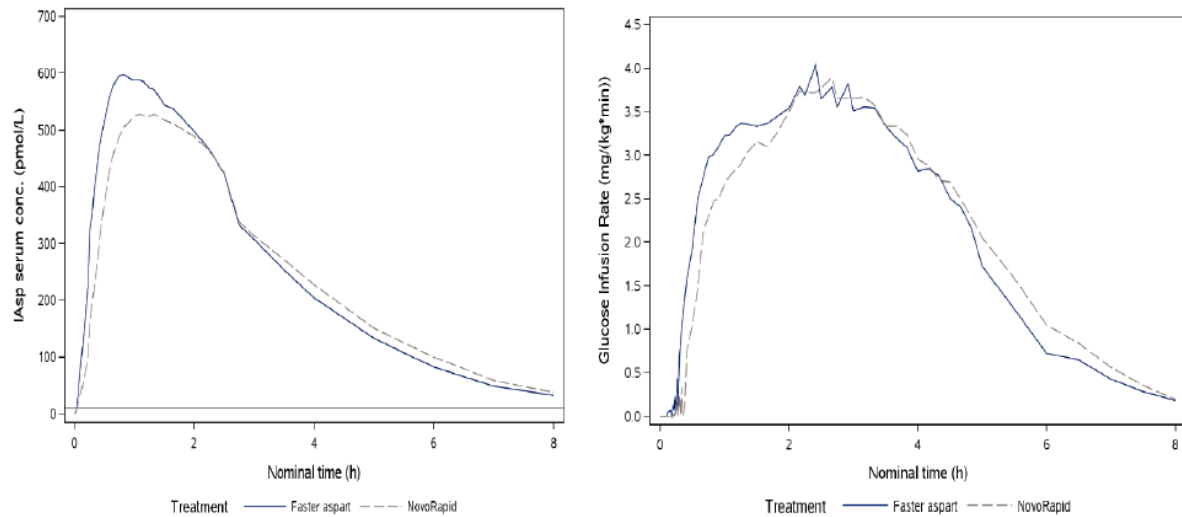 IAsp serum conc. (pmol/L)
700
600
500
400
300
200
100
0
0 2 4 6 8
Nominal time (h)
Treatment Faster aspart NovoRapid
Glucose Infusion Rate (mg/(kg*min))
4.5
4.0
3.5
3.0
2.5
2.0
1.5
1.0
0.5
0.0
0 2 4 6 8
Nominal time (h)
Treatment Faster aspart NovoRapid